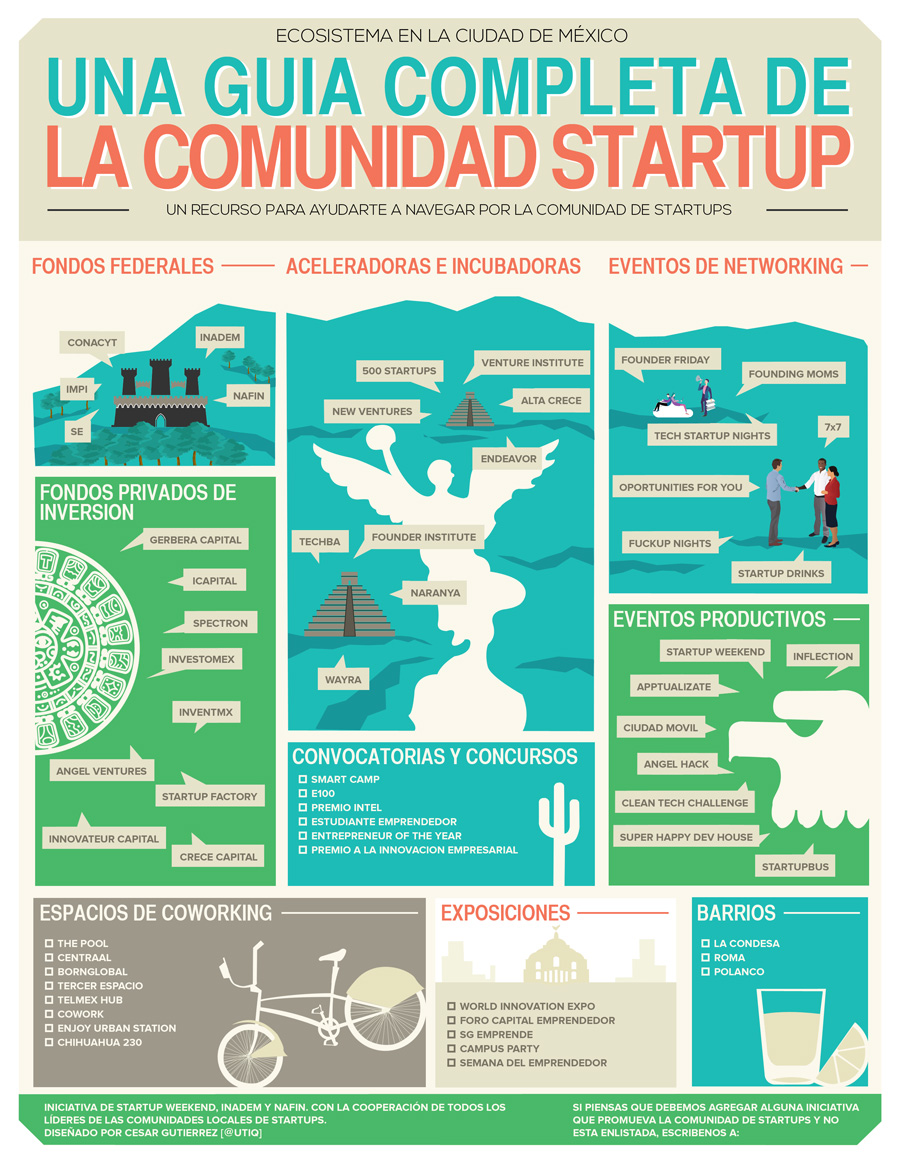 ECOSISTEMA EN LA CIUDAD DE MÉXICO
UNA GUIA COMPLETA DE
LA COMUNIDAD STARTUP
UN RECURSO PARA AYUDARTE A NAVEGAR POR LA COMUNIDAD DE STARTUPS
FONDOS FEDERALES
CONACYT
INADEM
IMPI
NAFIN
SE
FONDOS PRIVADOS DE
INVERSION
GERBERA CAPITAL
ICAPITAL
SPECTRON
INVESTOMEX
INVENTMX
ANGEL VENTURES
STARTUP FACTORY
INNOVATEUR CAPITAL
CRECE CAPITAL
ACELERADORAS E INCUBADORAS
500 STARTUPS
VENTURE INSTITUTE
NEW VENTURES
ALTA CRECE
ENDEAVOR
TECHBA
FOUNDER INSTITUTE
NARANYA
WAYRA
CONVOCATORIAS Y CONCURSOS
SMART CAMP
E100
PREMIO INTEL
ESTUDIANTE EMPRENDEDOR
ENTREPRENEUR OF THE YEAR
PREMIO A LA INNOVACION EMPRESARIAL
EVENTOS DE NETWORKING
FOUNDER FRIDAY
FOUNDING MOMS
TECH STARTUP NIGHTS
7x7
OPORTUNITIES FOR YOU
FUCKUP NIGHTS
STARTUP DRINKS
EVENTOS PRODUCTIVOS
STARTUP WEEKEND
INFLECTION
APPTUALIZATE
CIUDAD MOVIL
ANGEL HACK
CLEAN TECH CHALLENGE
SUPER HAPPY DEV HOUSE
STARTUPBUS
ESPACIOS DE COWORKING
THE POOL
CENTRAAL
BORNGLOBAL
TERCER ESPACIO
TELMEX HUB
COWORK
ENJOY URBAN STATION
CHIHUAHUA 230
EXPOSICIONES
WORLD INNOVATION EXPO
FORO CAPITAL EMPRENDEDOR
SG EMPRENDE
CAMPUS PARTY
SEMANA DEL EMPRENDEDOR
BARRIOS
LA CONDESA
ROMA
POLANCO
INICIATIVA DE STARTUP WEEKEND, INADEM Y NAFIN. CON LA COOPERACIÓN DE TODOS LOS
LÍDERES DE LAS COMUNIDADES LOCALES DE STARTUPS.
DISEÑADO POR CESAR GUTIERREZ [@UTIQ]
SI PIENSAS QUE DEBEMOS AGREGAR ALGUNA INICIATIVA
QUE PROMUEVA LA COMUNIDAD DE STARTUPS Y NO
ESTA ENLISTADA, ESCRIBENOS A: